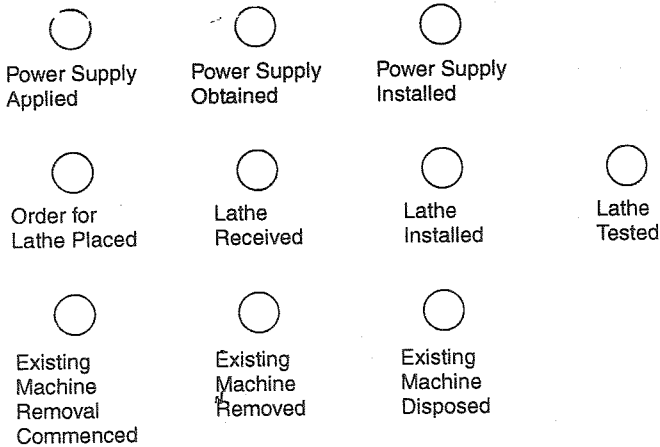 Power Supply
Applied
Power Supply
Obtained
Power Supply
Installed
Order for
Lathe Placed
Lathe
Received
Lathe
Installed
Lathe
Tested
Existing
Machine
Removal
Commenced
Existing
Machine
Removed
Existing
Machine
Disposed